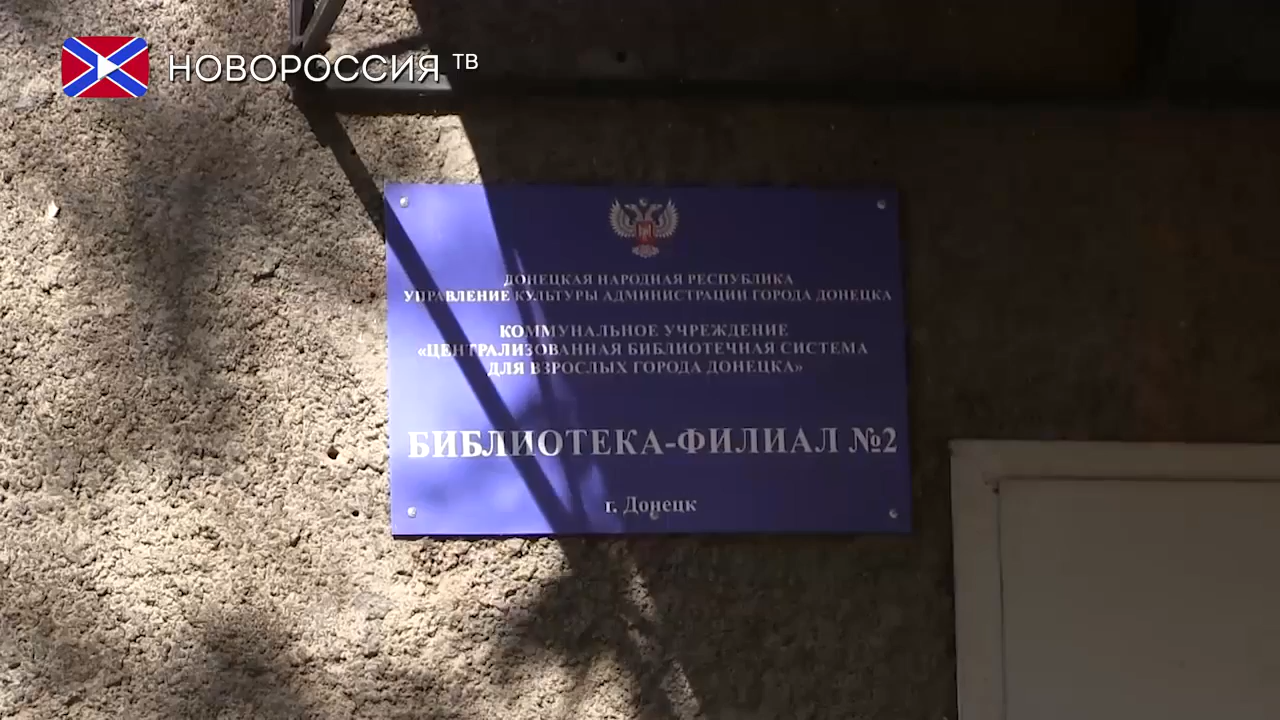 НОВОРОССИЯ ТВ
ДОНЕЦКАЯ НАРОДНАЯ РЕСПУБЛИКА
УПРАВЛЕНИЕ КУЛЬТУРЫ АДМИНИСТРАЦИИ ГОРОДА ДОНЕЦКА
КОММУНАЛЬНОЕ УЧРЕЖДЕНИЕ
«ЦЕНТРАЛИЗОВАННАЯ БИБЛИОТЕЧНАЯ СИСТЕМА
ДЛЯ ВЗРОСЛЫХ ГОРОДА ДОНЕЦКА»
БИБЛИОТЕКА-ФИЛИАЛ №2
г. Донецк